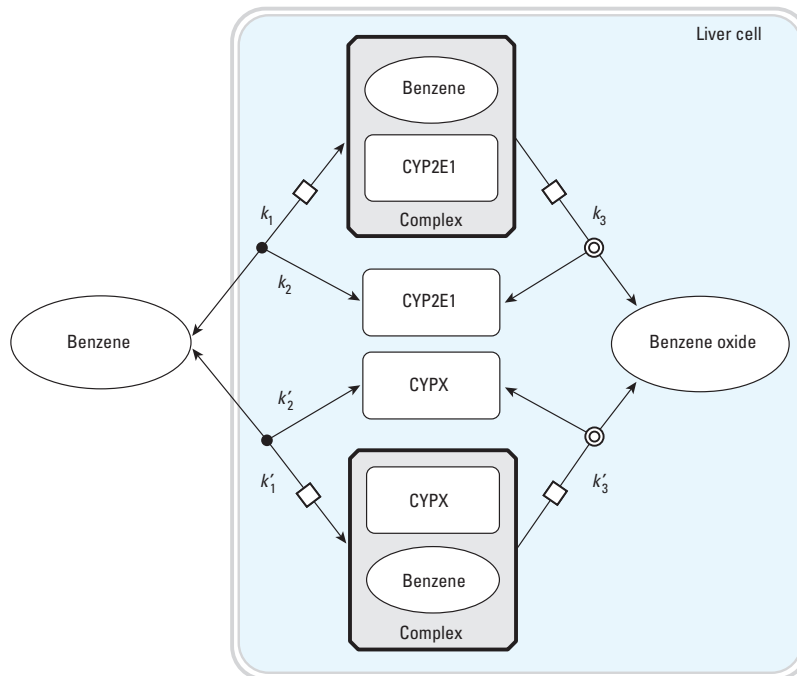 Liver cell
Benzene
CYP2E1
Complex
k1
k3
k2
CYP2E1
Benzene
Benzene oxide
CYPX
k′2
k′1
k′3
CYPX
Benzene
Complex